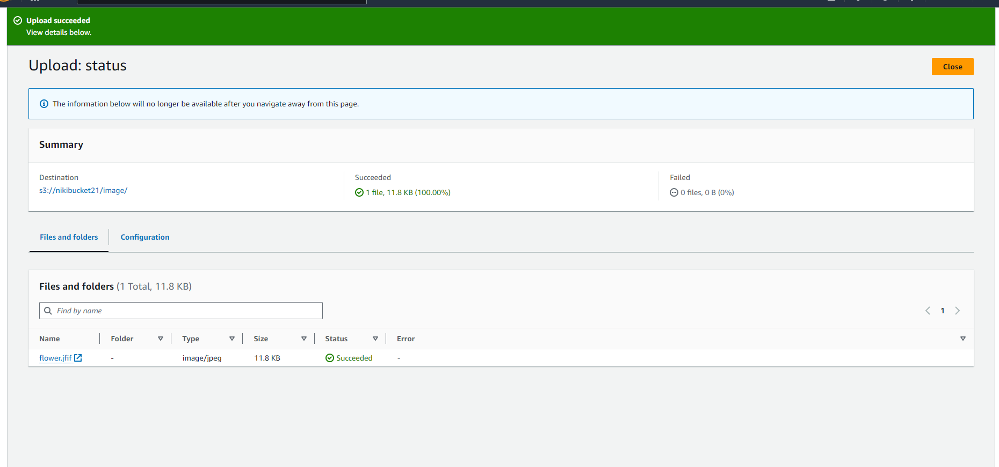 Upload succeeded
View details below.
Upload: status
Close
The information below will no longer be available after you navigate away from this page.
Summary
Destination
s3://nikibucket21/image/
Succeeded
1 file, 11.8 KB (100.00%)
Failed
0 files, 0 B (0%)
Files and folders
Configuration
Files and folders (1 Total, 11.8 KB)
Find by name
1
Name Folder Type Size Status Error
flower.jfif - image/jpeg 11.8 KB Succeeded -